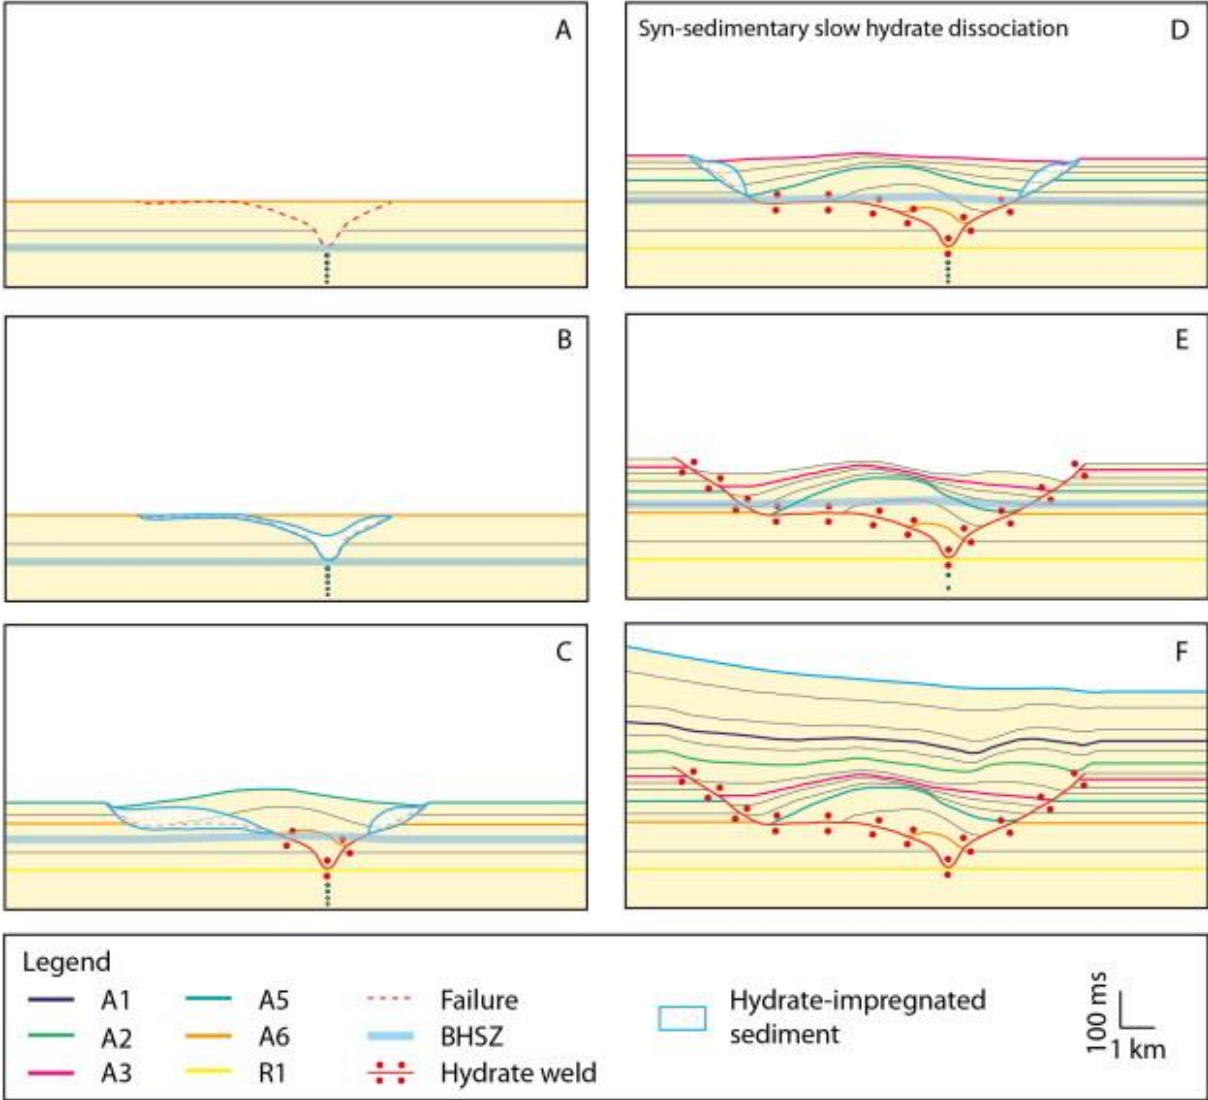 A
Syn-sedimentary slow hydrate dissociation
D
B
E
C
F
Legend
A1
A5
Failure
Hydrate-impregnated
sediment
A2
A6
BHSZ
A3
R1
Hydrate weld
100 ms
1 km